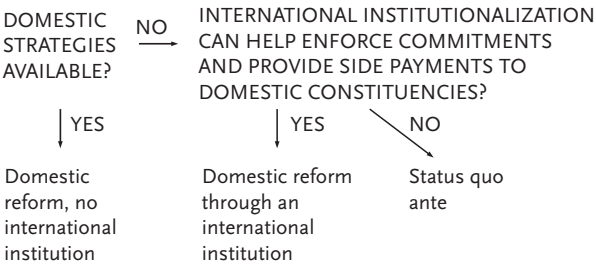 DOMESTIC
STRATEGIES
AVAILABLE?
NO
INTERNATIONAL INSTITUTIONALIZATION
CAN HELP ENFORCE COMMITMENTS
AND PROVIDE SIDE PAYMENTS TO
DOMESTIC CONSTITUENCIES?
YES
YES
NO
Domestic
reform, no
international
institution
Domestic reform
through an
international
institution
Status quo
ante